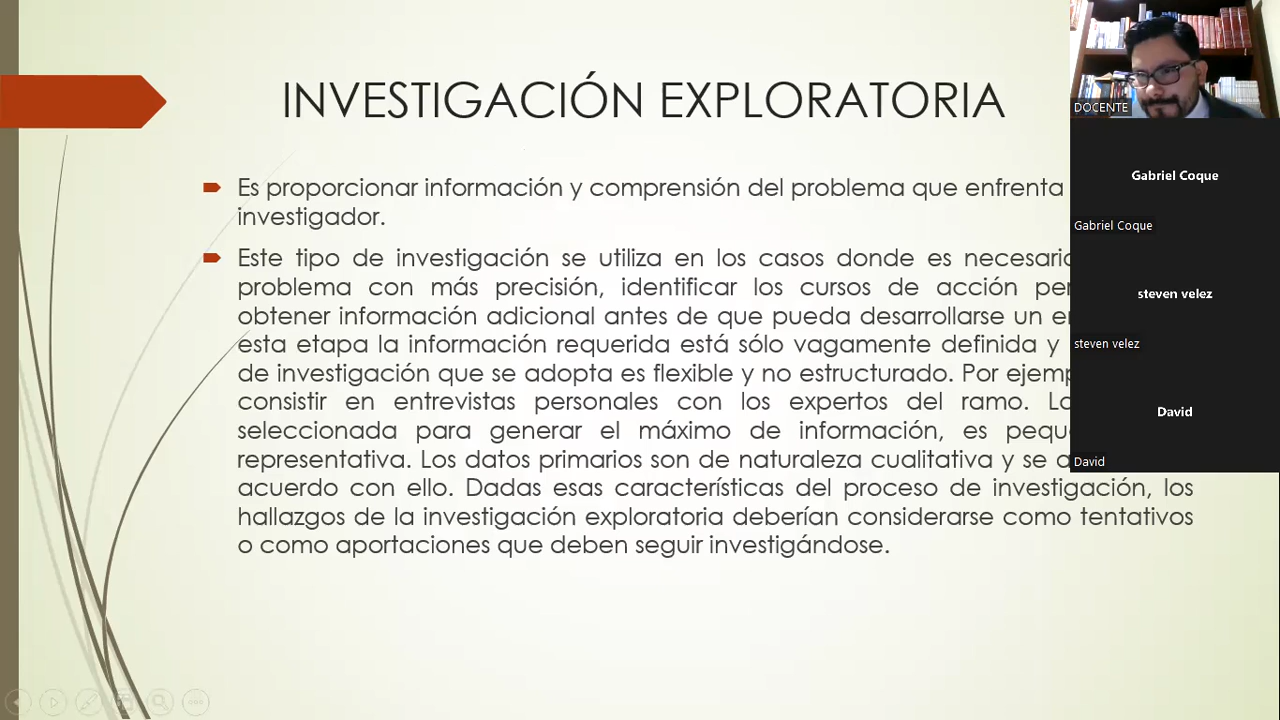 INVESTIGACIÓN EXPLORATORIA
Es proporcionar información y comprensión del problema que enfrenta
investigador.
Este tipo de investigación se utiliza en los casos donde es necesario
problema con más precisión, identificar los cursos de acción
obtener información adicional antes de que pueda desarrollarse un
esta etapa la información requerida está sólo vagamente definida y
de investigación que se adopta es flexible y no estructurado. Por
consistir en entrevistas personales con los expertos del ramo.
seleccionada para generar el máximo de información, es
representativa. Los datos primarios son de naturaleza cualitativa y se
acuerdo con ello. Dadas esas características del proceso de investigación, los
hallazgos de la investigación exploratoria deberían considerarse como tentativos
o como aportaciones que deben seguir investigándose.
DOCENTE
Gabriel Coque
Gabriel Coque
steven velez
steven velez
David
David